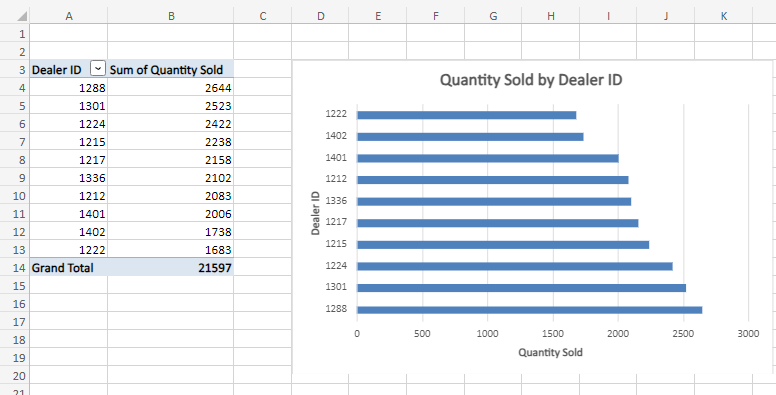 A B C D E F G H I J K
1
2
3 Dealer ID Sum of Quantity Sold
4 1288 2644
5 1301 2523
6 1224 2422
7 1215 2238
8 1217 2158
9 1336 2102
10 1212 2083
11 1401 2006
12 1402 1738
13 1222 1683
14 Grand Total 21597
15
16
17
18
19
20
21
Quantity Sold by Dealer ID
Dealer ID
1222
1402
1401
1212
1336
1217
1215
1224
1301
1288
0 500 1000 1500 2000 2500 3000
Quantity Sold